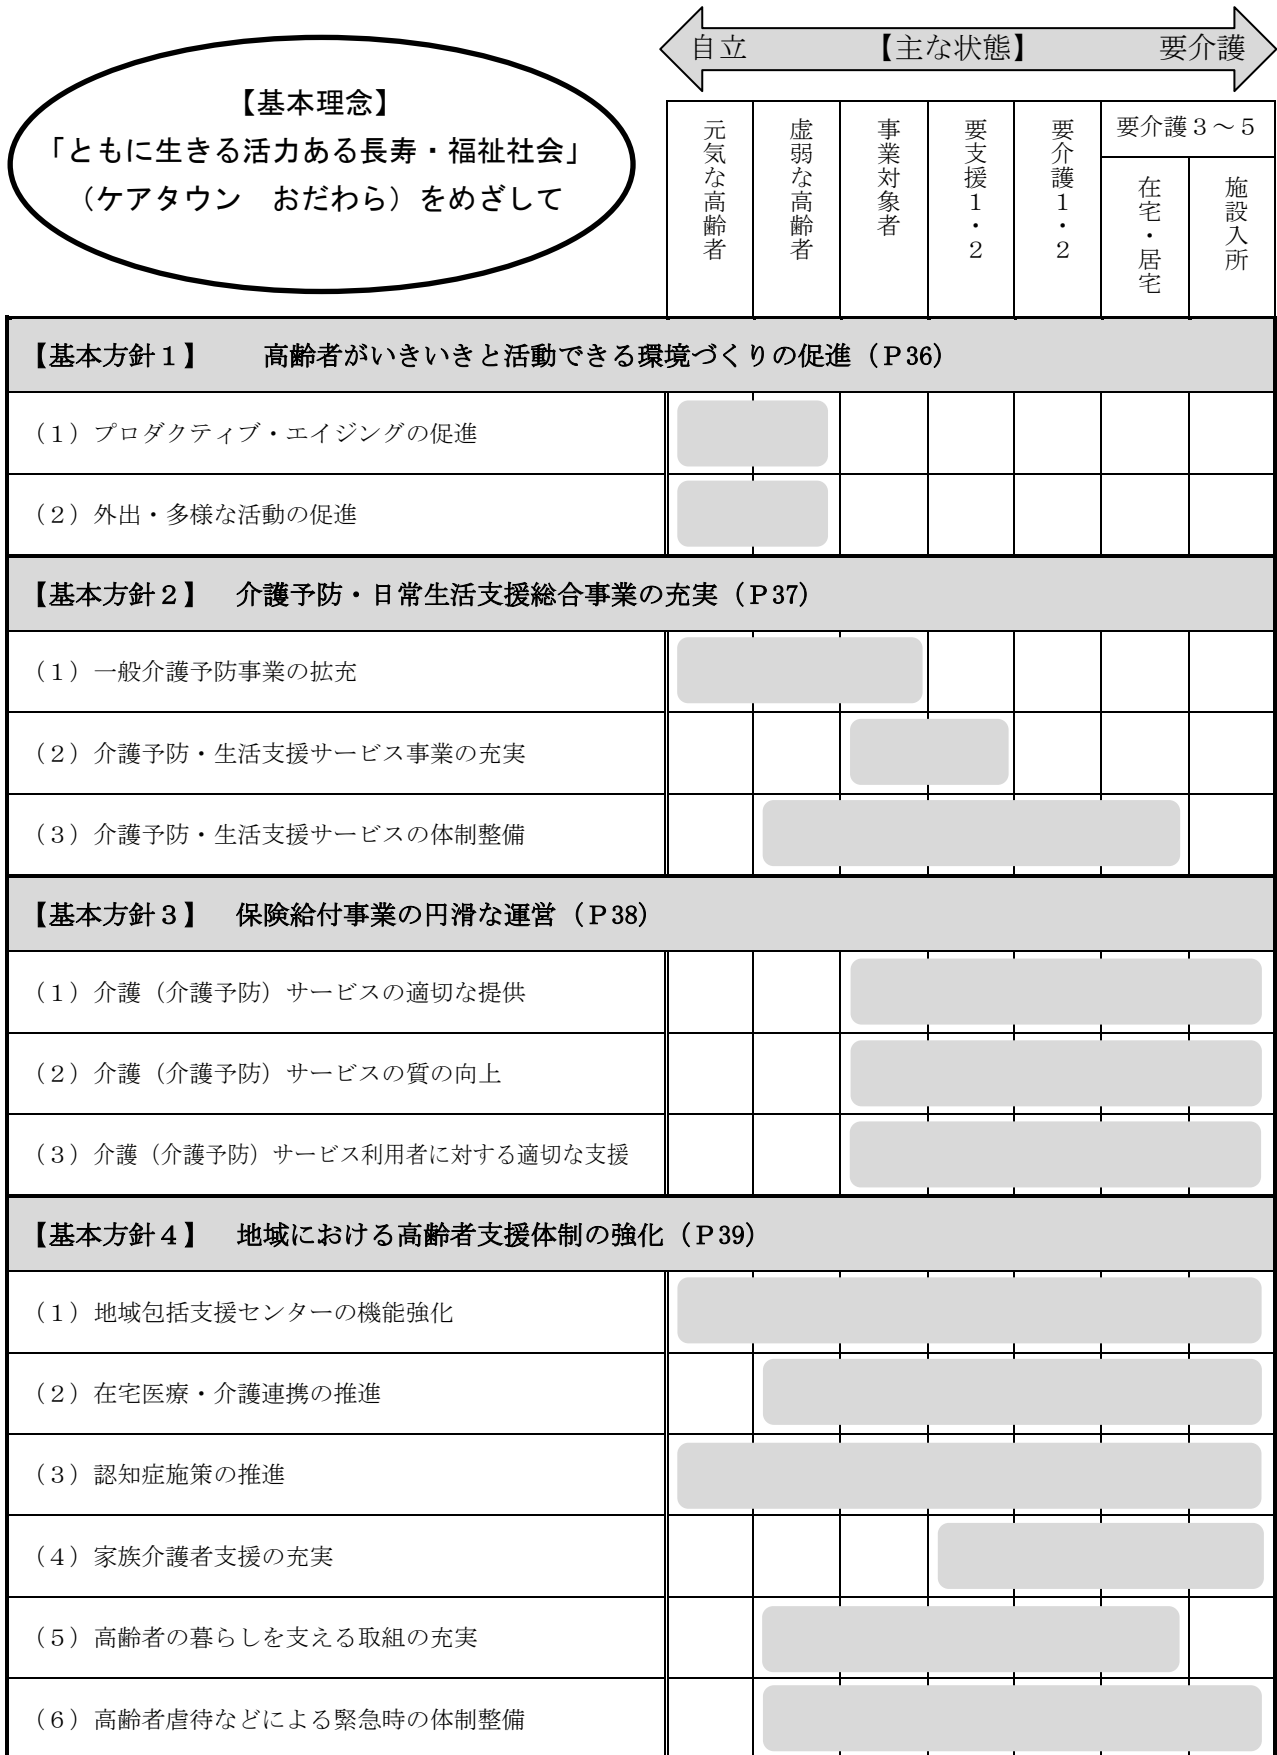 【基本理念】
「ともに生きる活力ある長寿・福祉社会」
（ケアタウン　おだわら）をめざして
自立　【主な状態】　要介護
元気な高齢者
虚弱な高齢者
事業対象者
要支援１・２
要介護１・２
要介護３～５
在宅・居宅
施設入所
【基本方針１】　　高齢者がいきいきと活動できる環境づくりの促進（Ｐ36）
（１）プロダクティブ・エイジングの促進
（２）外出・多様な活動の促進
【基本方針２】　介護予防・日常生活支援総合事業の充実（Ｐ37）
（１）一般介護予防事業の拡充
（２）介護予防・生活支援サービス事業の充実
（３）介護予防・生活支援サービスの体制整備
【基本方針３】　保険給付事業の円滑な運営（Ｐ38）
（１）介護（介護予防）サービスの適切な提供
（２）介護（介護予防）サービスの質の向上
（３）介護（介護予防）サービス利用者に対する適切な支援
【基本方針４】　地域における高齢者支援体制の強化（Ｐ39）
（１）地域包括支援センターの機能強化
（２）在宅医療・介護連携の推進
（３）認知症施策の推進
（４）家族介護者支援の充実
（５）高齢者の暮らしを支える取組の充実
（６）高齢者虐待などによる緊急時の体制整備